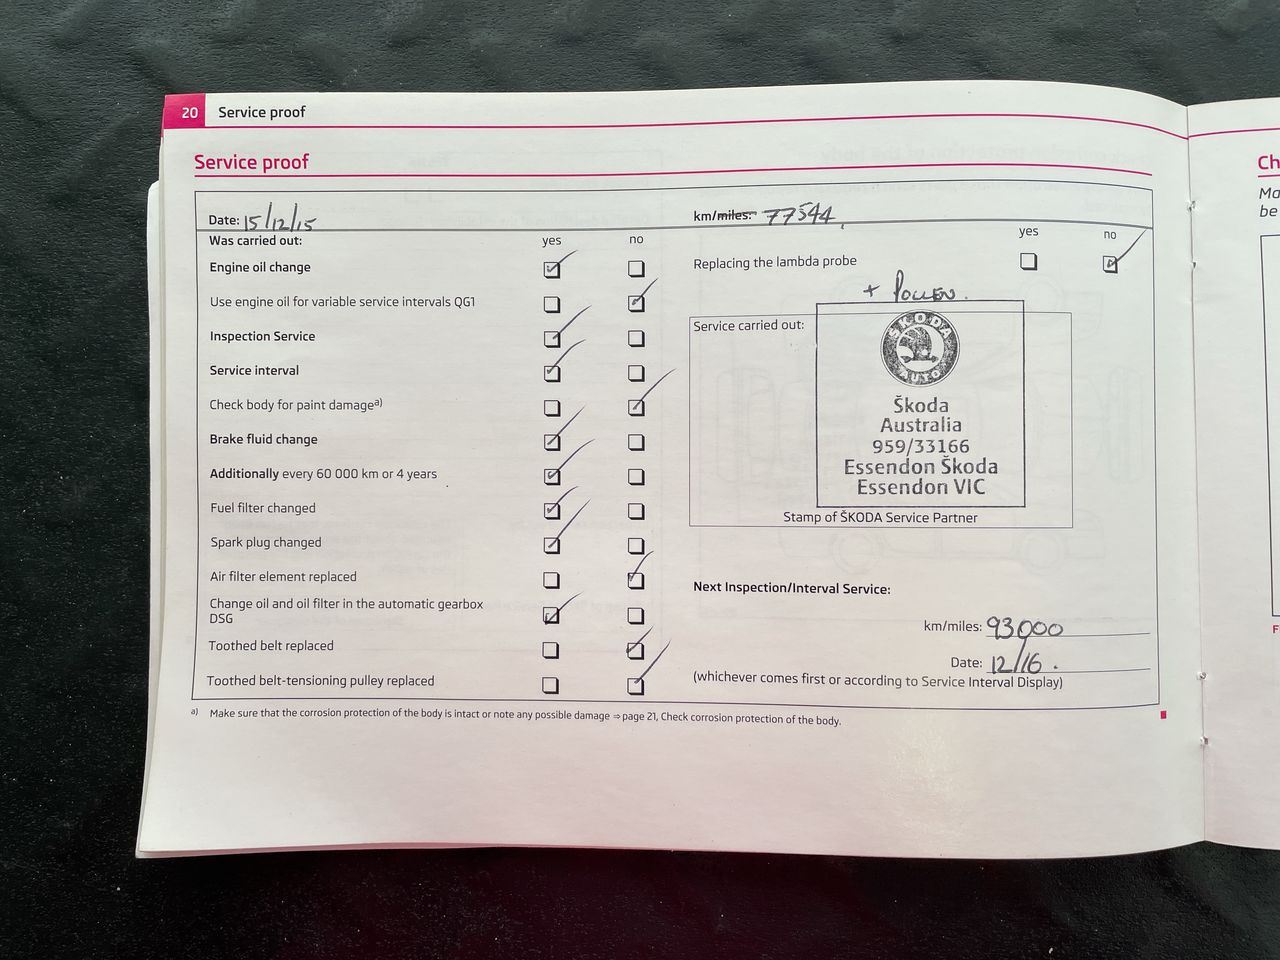 20 Service proof
Service proof
Date: 15/12/15
km/miles: 77544
Was carried out: yes no
Engine oil change
Use engine oil for variable service intervals QG1
Inspection Service
Service interval
Check body for paint damage a)
Brake fluid change
Additionally every 60 000 km or 4 years
Fuel filter changed
Spark plug changed
Air filter element replaced
Change oil and oil filter in the automatic gearbox
DSG
Toothed belt replaced
Toothed belt-tensioning pulley replaced
yes no
Replacing the lambda probe
+ POLLEN.
Service carried out:
ŠKODA
AUTO
Škoda
Australia
959/33166
Essendon Škoda
Essendon VIC
Stamp of ŠKODA Service Partner
Next Inspection/Interval Service:
km/miles: 93000
Date: 12/16.
(whichever comes first or according to Service Interval Display)
a) Make sure that the corrosion protection of the body is intact or note any possible damage ⇒ page 21, Check corrosion protection of the body.
Ch
Ma
be
F